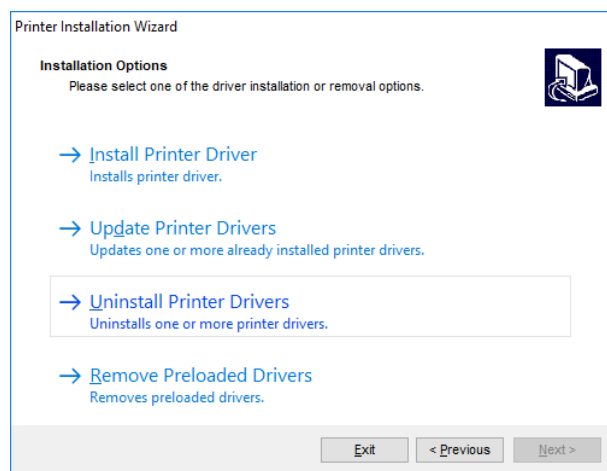 Printer Installation Wizard
Installation Options
Please select one of the driver installation or removal options.
→ Install Printer Driver
Installs printer driver.
→ Update Printer Drivers
Updates one or more already installed printer drivers.
→ Uninstall Printer Drivers
Uninstalls one or more printer drivers.
→ Remove Preloaded Drivers
Removes preloaded drivers.
Exit < Previous Next >